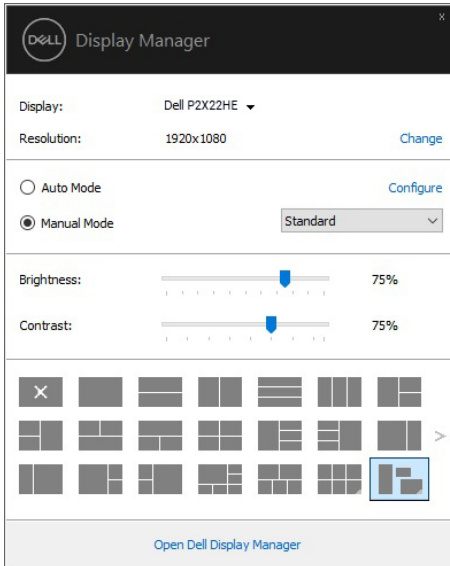 x
DELL Display Manager
Display: Dell P2X22HE
Resolution: 1920x1080 Change
Auto Mode Configure
Manual Mode Standard
Brightness: 75%
Contrast: 75%
Open Dell Display Manager